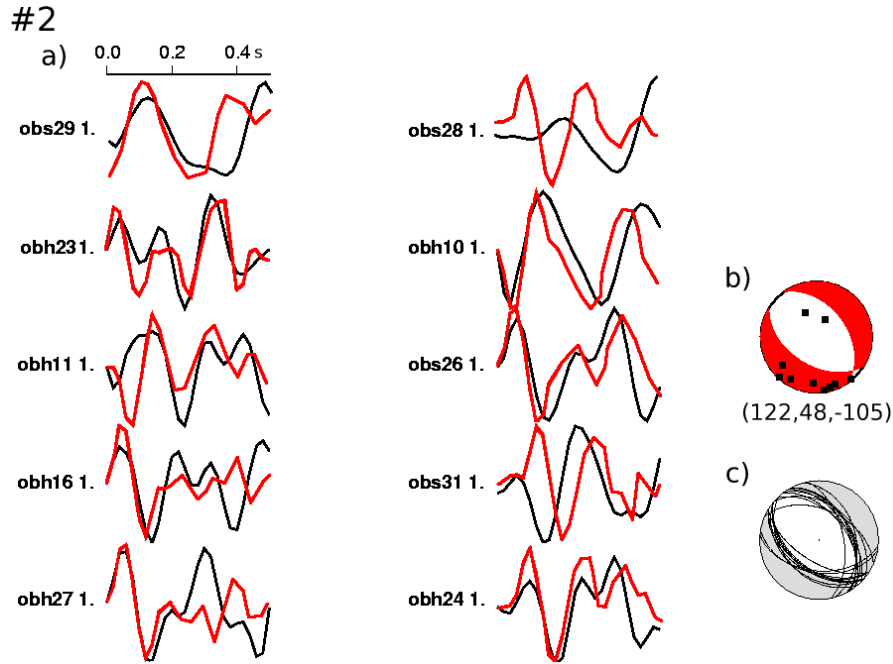 #2
a)
0.0 0.2 0.4 s
obs29 1.
obs28 1.
obh23 1.
obh10 1.
obh11 1.
obs26 1.
obh16 1.
obs31 1.
obh27 1.
obh24 1.
b)
(122,48,-105)
c)